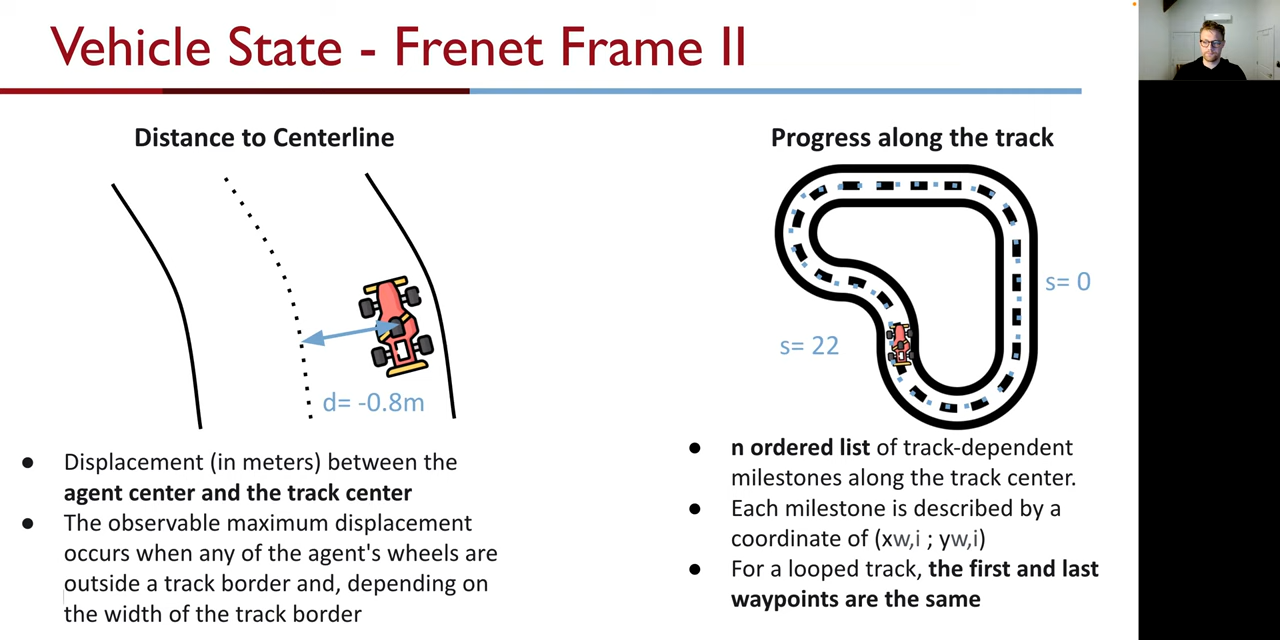 Vehicle State - Frenet Frame II
Distance to Centerline
d= -0.8m
● Displacement (in meters) between the
agent center and the track center
● The observable maximum displacement
occurs when any of the agent's wheels are
outside a track border and, depending on
the width of the track border
Progress along the track
s= 0
s= 22
● n ordered list of track-dependent
milestones along the track center.
● Each milestone is described by a
coordinate of (xw,i ; yw,i)
● For a looped track, the first and last
waypoints are the same